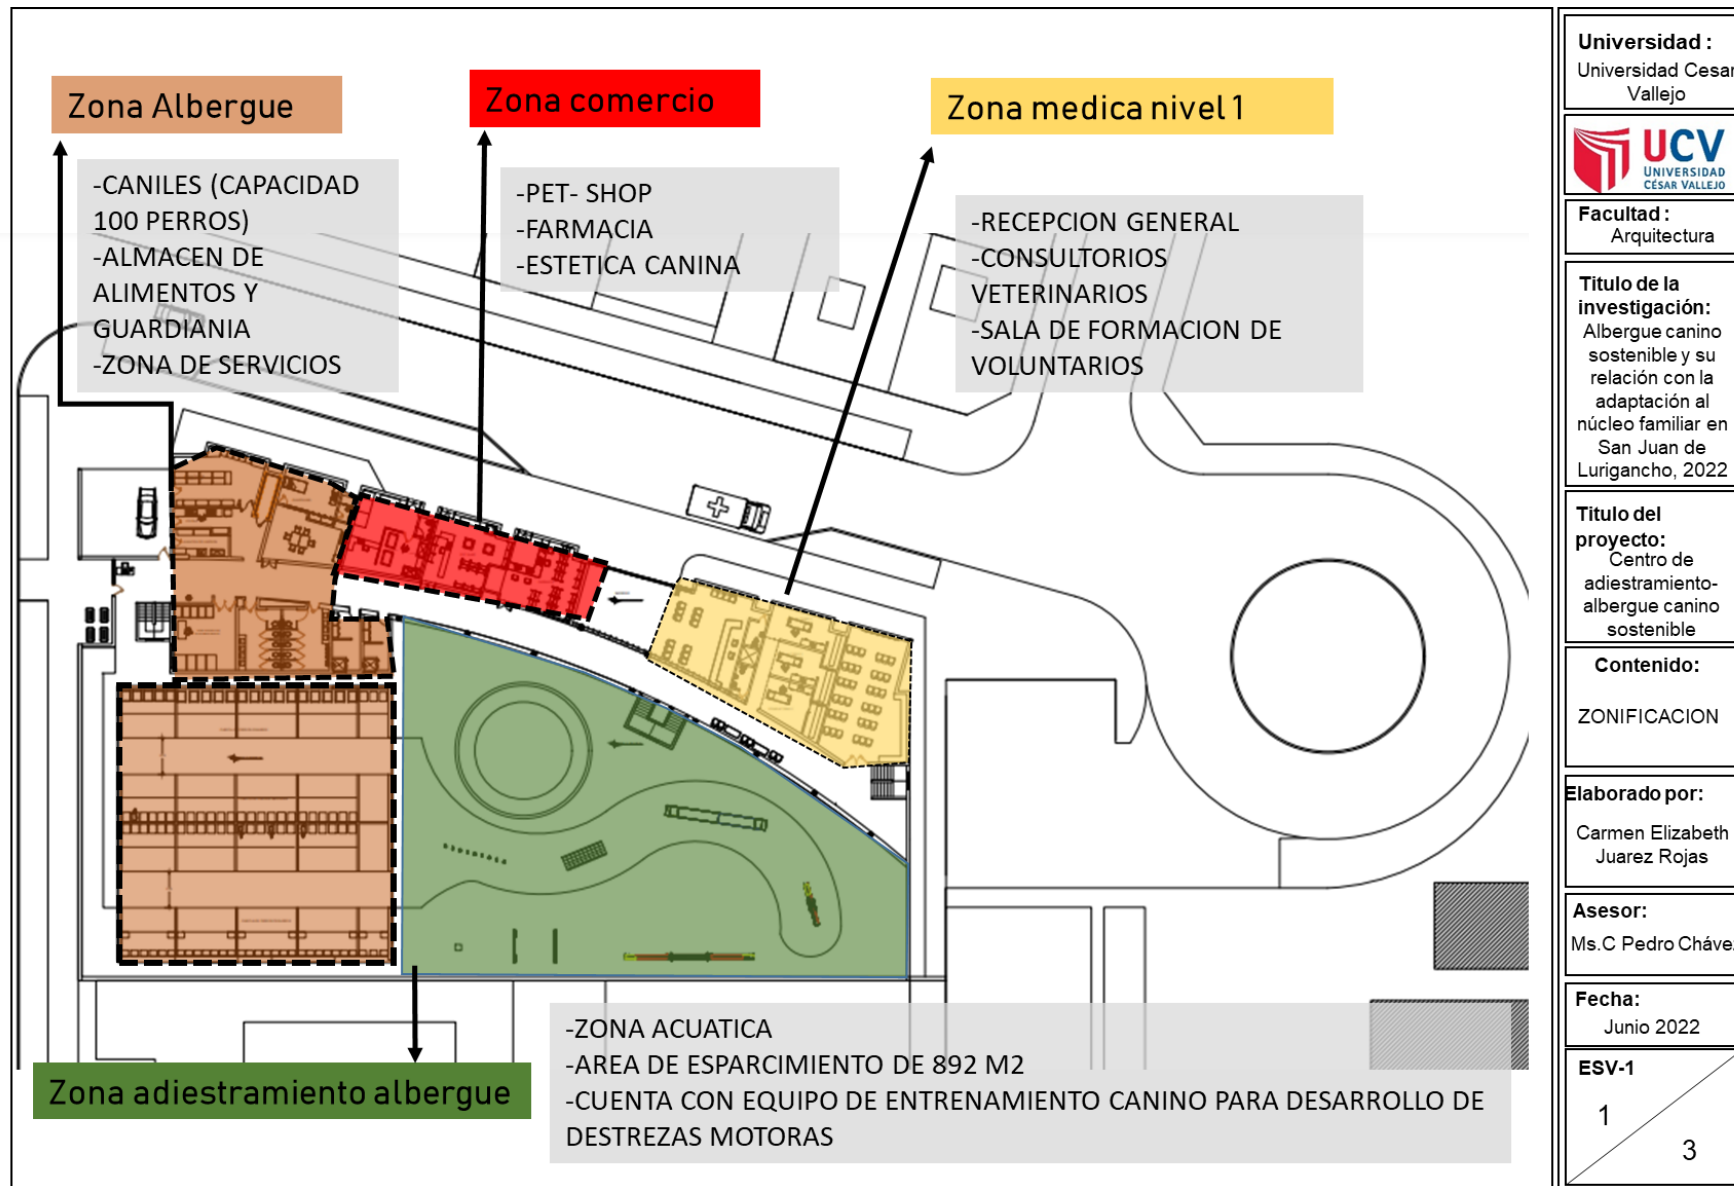 Zona Albergue
-CANILES (CAPACIDAD
100 PERROS)
-ALMACEN DE
ALIMENTOS Y
GUARDIANIA
-ZONA DE SERVICIOS
Zona comercio
-PET- SHOP
-FARMACIA
-ESTETICA CANINA
Zona medica nivel 1
-RECEPCION GENERAL
-CONSULTORIOS
VETERINARIOS
-SALA DE FORMACION DE
VOLUNTARIOS
Zona adiestramiento albergue
-ZONA ACUATICA
-AREA DE ESPARCIMIENTO DE 892 M2
-CUENTA CON EQUIPO DE ENTRENAMIENTO CANINO PARA DESARROLLO DE
DESTREZAS MOTORAS
Universidad :
Universidad Cesar
Vallejo
UCV
UNIVERSIDAD
CÉSAR VALLEJO
Facultad :
Arquitectura
Titulo de la
investigación:
Albergue canino
sostenible y su
relación con la
adaptación al
núcleo familiar en
San Juan de
Lurigancho, 2022
Titulo del
proyecto:
Centro de
adiestramiento-
albergue canino
sostenible
Contenido:
ZONIFICACION
Elaborado por:
Carmen Elizabeth
Juarez Rojas
Asesor:
Ms.C Pedro Cháve
Fecha:
Junio 2022
ESV-1
1
3